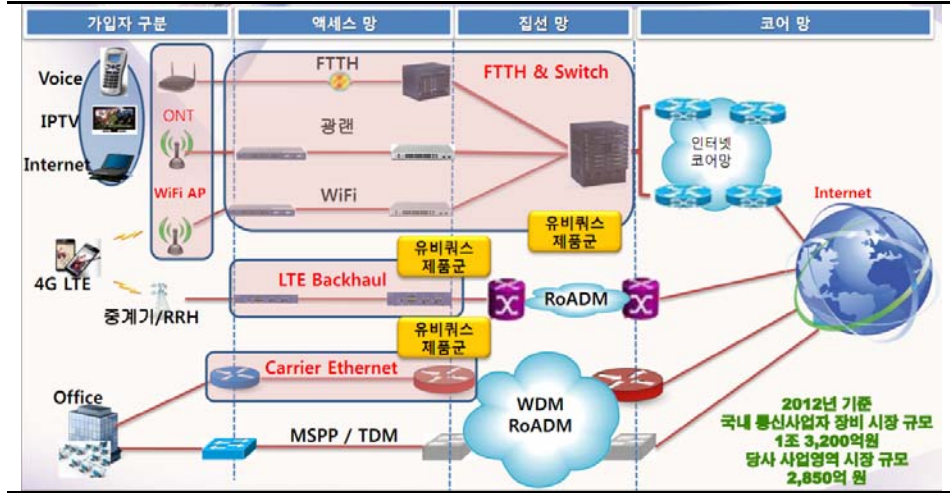 가입자 구분
액세스 망
집선 망
코어 망
Voice
IPTV
Internet
ONT
WiFi AP
FTTH
FTTH & Switch
광랜
WiFi
인터넷
코어망
Internet
유비쿼스
제품군
4G LTE
중계기/RRH
LTE Backhaul
유비쿼스
제품군
RoADM
Office
Carrier Ethernet
유비쿼스
제품군
MSPP / TDM
WDM
RoADM
2012년 기준
국내 통신사업자 장비 시장 규모
1조 3,200억원
당사 사업영역 시장 규모
2,850억 원